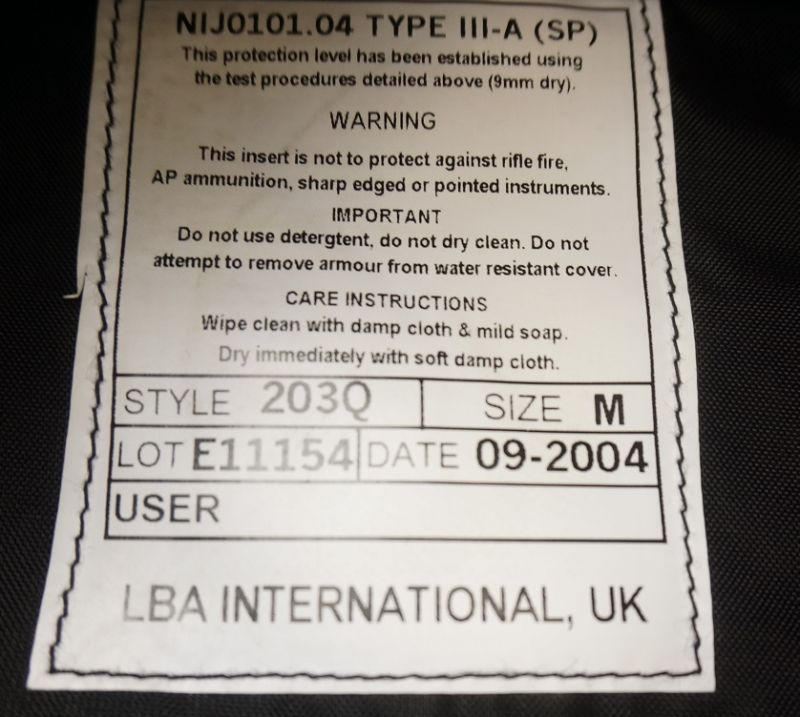 NIJ0101.04 TYPE III-A (SP)
This protection level has been established using
the test procedures detailed above (9mm dry).
WARNING
This insert is not to protect against rifle fire,
AP ammunition, sharp edged or pointed instruments.
IMPORTANT
Do not use detergtent, do not dry clean. Do not
attempt to remove armour from water resistant cover.
CARE INSTRUCTIONS
Wipe clean with damp cloth & mild soap.
Dry immediately with soft damp cloth.
STYLE 203Q SIZE M
LOT E11154 DATE 09-2004
USER
LBA INTERNATIONAL, UK